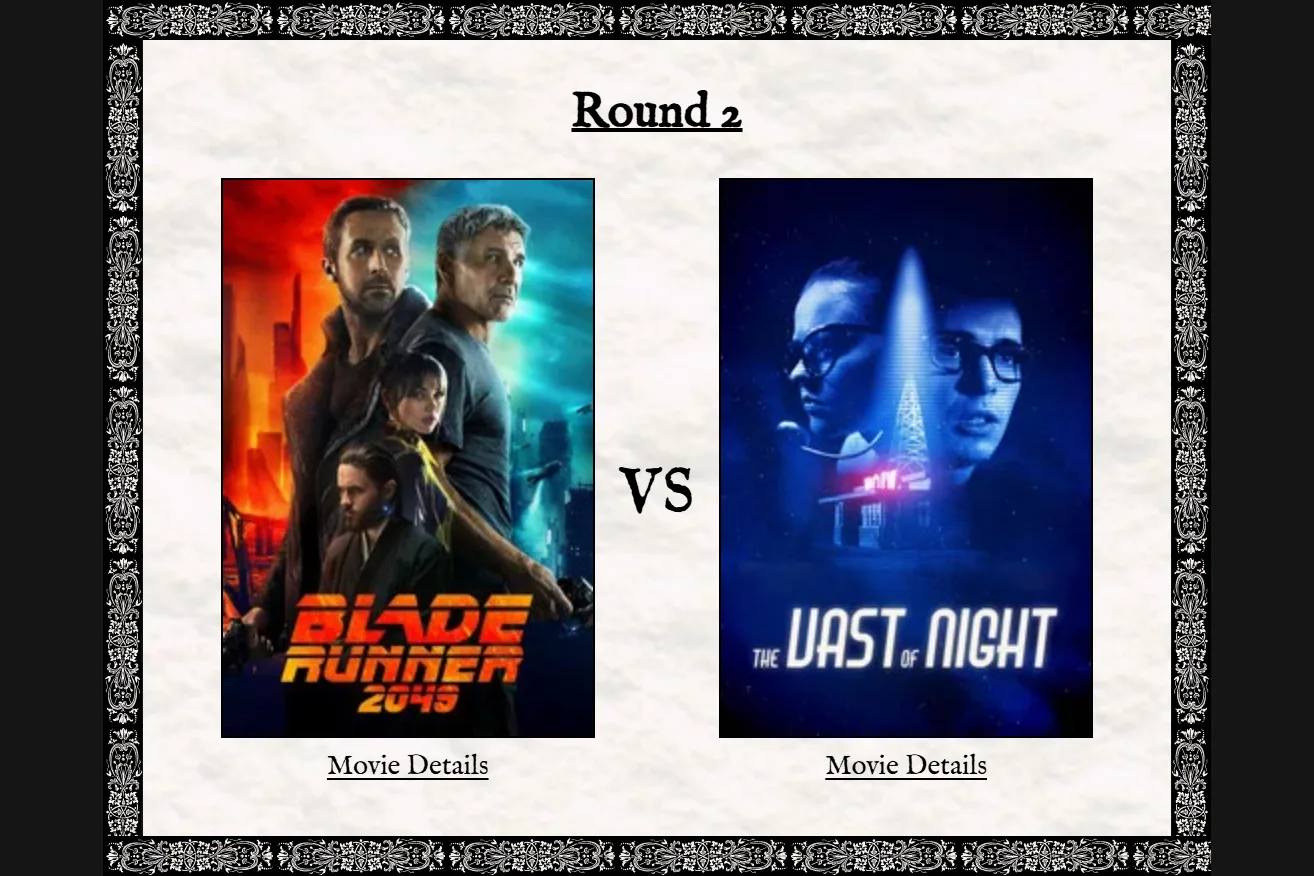 Round 2
BLADE
RUNNER
2049
VS
THE VAST OF NIGHT
Movie Details
Movie Details